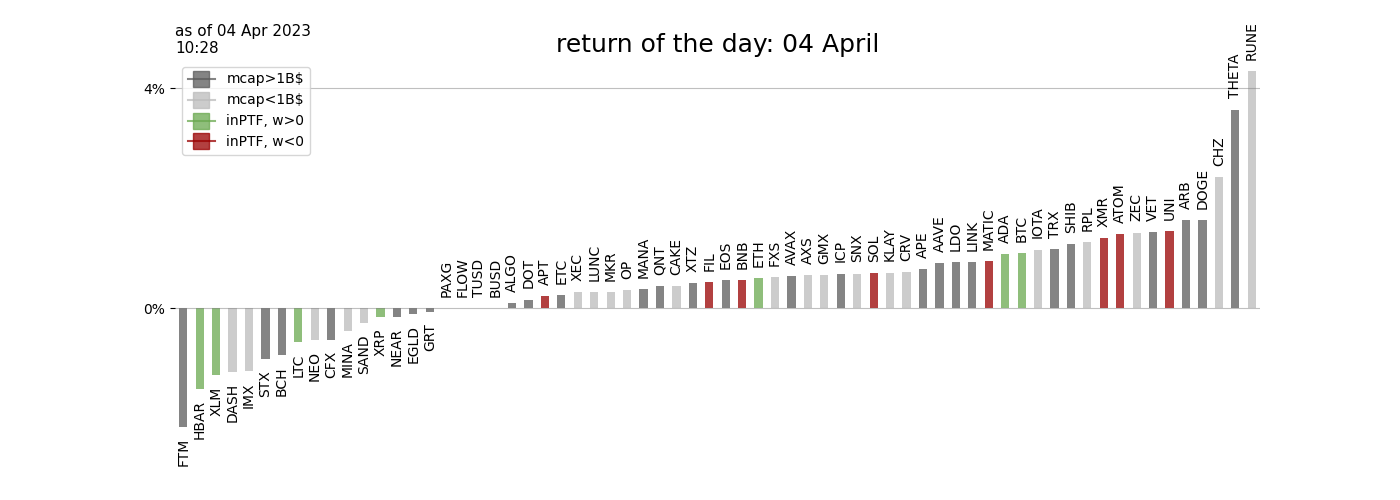 as of 04 Apr 2023
10:28
return of the day: 04 April
mcap>1B$
mcap<1B$
inPTF, w>0
inPTF, w<0
4%
0%
FTM
HBAR
XLM
DASH
IMX
STX
BCH
LTC
NEO
CFX
MINA
SAND
XRP
NEAR
EGLD
GRT
PAXG
FLOW
TUSD
BUSD
ALGO
DOT
APT
ETC
XEC
LUNC
MKR
OP
MANA
QNT
CAKE
XTZ
FIL
EOS
BNB
ETH
FXS
AVAX
AXS
GMX
ICP
SNX
SOL
KLAY
CRV
APE
AAVE
LDO
LINK
MATIC
ADA
BTC
IOTA
TRX
SHIB
RPL
XMR
ATOM
ZEC
VET
UNI
ARB
DOGE
CHZ
THETA
RUNE